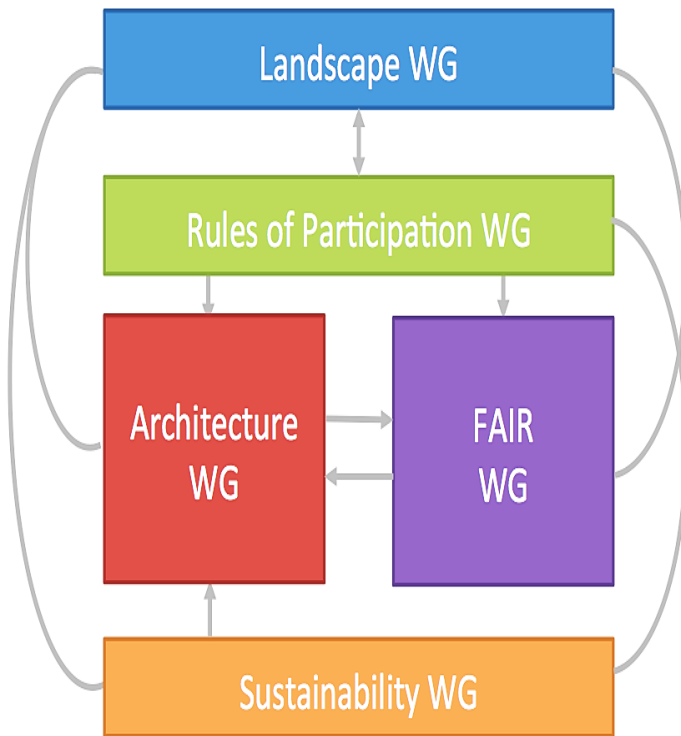 Landscape WG
Rules of Participation WG
Architecture
WG
FAIR
WG
Sustainability WG